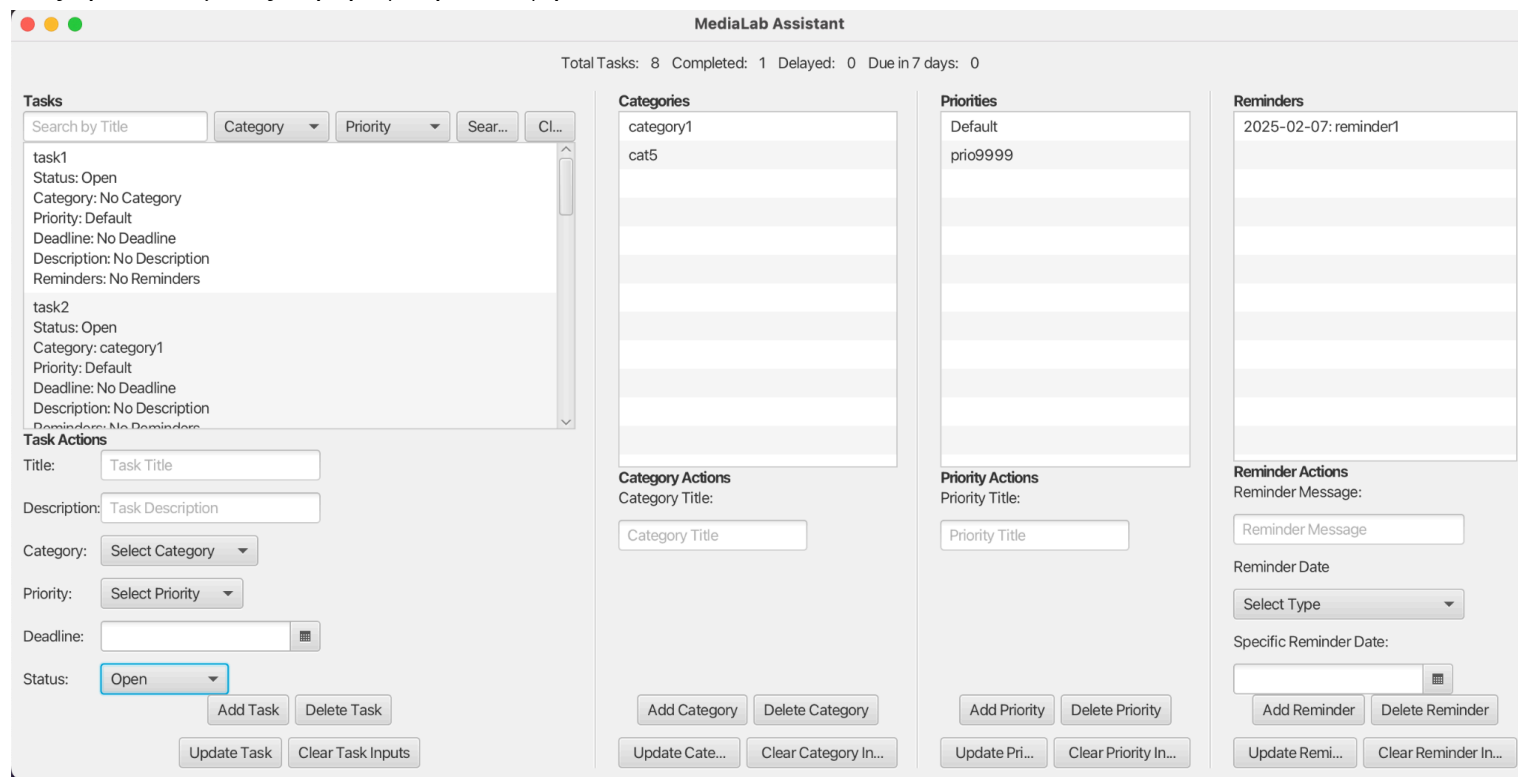 MediaLab Assistant
Total Tasks: 8 Completed: 1 Delayed: 0 Due in 7 days: 0
Tasks
Search by Title Category Priority Sear... Cl...
task1
Status: Open
Category: No Category
Priority: Default
Deadline: No Deadline
Description: No Description
Reminders: No Reminders
task2
Status: Open
Category: category1
Priority: Default
Deadline: No Deadline
Description: No Description
Reminders: No Reminders
Task Actions
Title: Task Title
Description: Task Description
Category: Select Category
Priority: Select Priority
Deadline:
Status: Open
Add Task Delete Task
Update Task Clear Task Inputs
Categories
category1
cat5
Category Actions
Category Title:
Category Title
Add Category Delete Category
Update Cate... Clear Category In...
Priorities
Default
prio9999
Priority Actions
Priority Title:
Priority Title
Add Priority Delete Priority
Update Pri... Clear Priority In...
Reminders
2025-02-07: reminder1
Reminder Actions
Reminder Message:
Reminder Message
Reminder Date
Select Type
Specific Reminder Date:
Add Reminder Delete Reminder
Update Remi... Clear Reminder In...